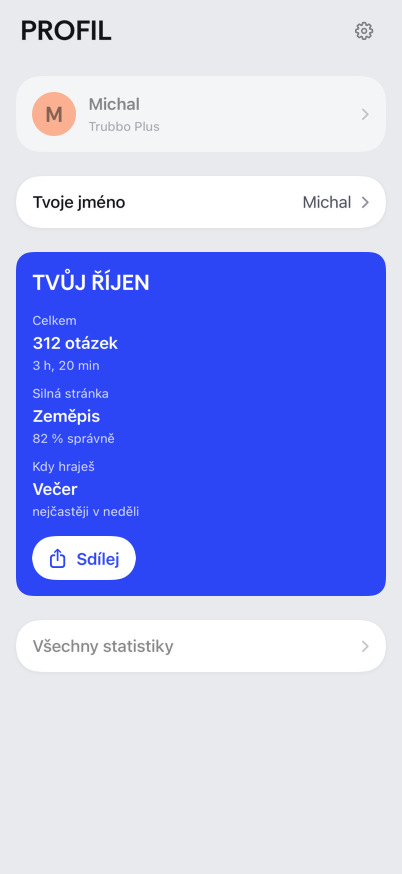 PROFIL
M
Michal
Trubbo Plus
Tvoje jméno
Michal
TVŮJ ŘÍJEN
Celkem
312 otázek
3 h, 20 min
Silná stránka
Zeměpis
82 % správně
Kdy hraješ
Večer
nejčastěji v neděli
Sdílej
Všechny statistiky